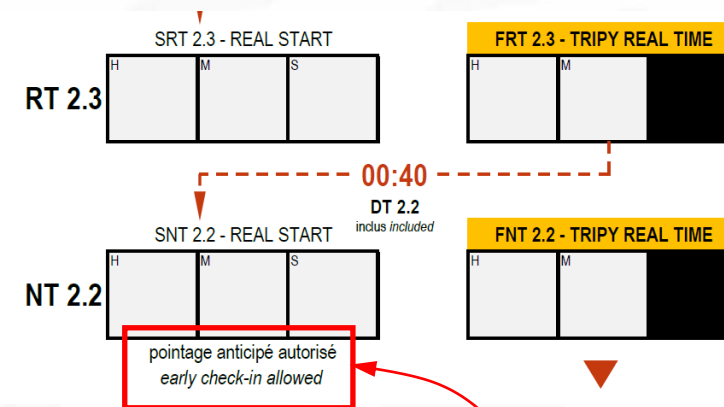 SRT 2.3 - REAL START
FRT 2.3 - TRIPY REAL TIME
RT 2.3
H M S
H M
00:40
DT 2.2
inclus included
SNT 2.2 - REAL START
FNT 2.2 - TRIPY REAL TIME
NT 2.2
H M S
H M
pointage anticipé autorisé
early check-in allowed